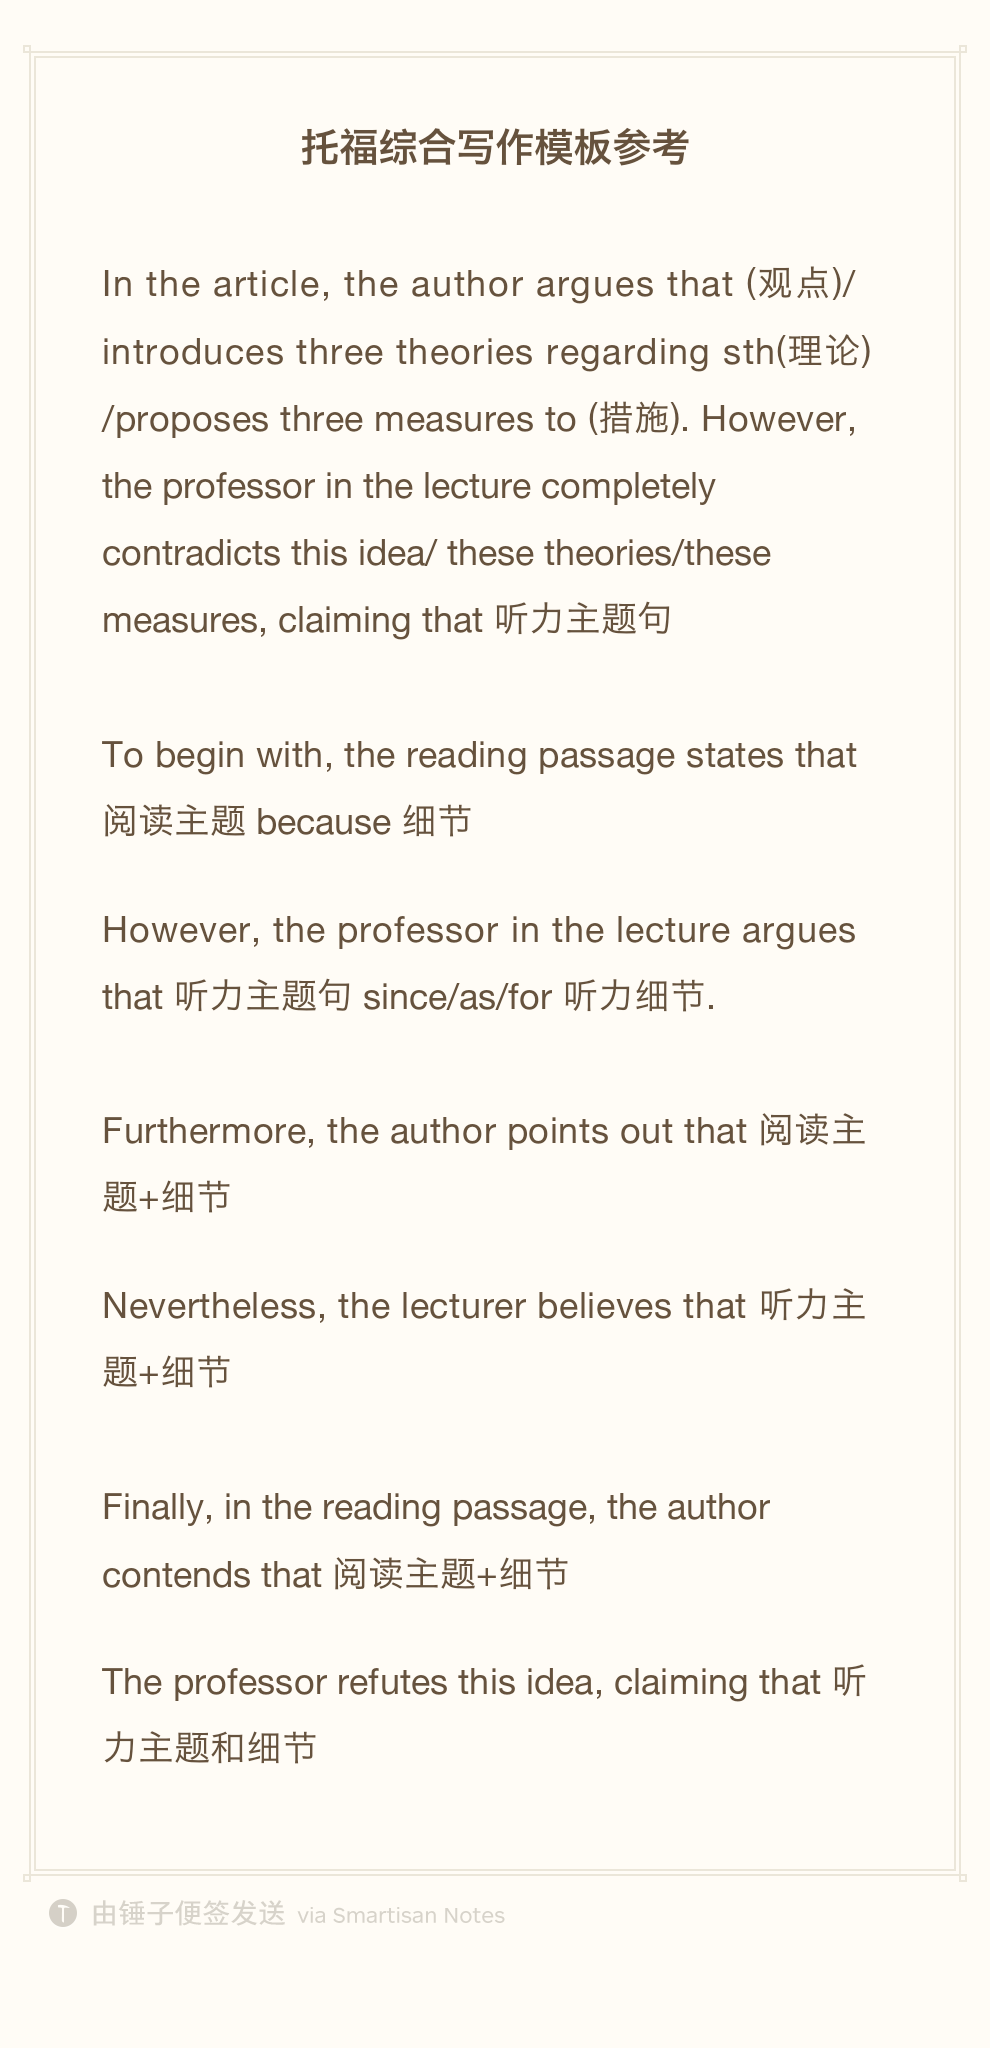 托福综合写作模板参考
In the article, the author argues that (观点)/
introduces three theories regarding sth(理论)
/proposes three measures to (措施). However,
the professor in the lecture completely
contradicts this idea/ these theories/these
measures, claiming that 听力主题句
To begin with, the reading passage states that
阅读主题 because 细节
However, the professor in the lecture argues
that 听力主题句 since/as/for 听力细节.
Furthermore, the author points out that 阅读主
题+细节
Nevertheless, the lecturer believes that 听力主
题+细节
Finally, in the reading passage, the author
contends that 阅读主题+细节
The professor refutes this idea, claiming that 听
力主题和细节
由锤子便签发送 via Smartisan Notes